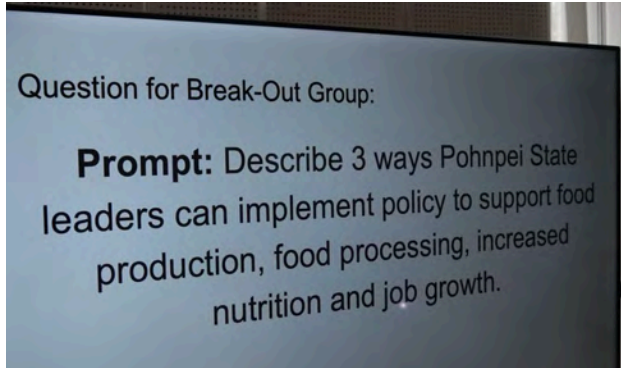 Question for Break-Out Group:
Prompt: Describe 3 ways Pohnpei State
leaders can implement policy to support food
production, food processing, increased
nutrition and job growth.